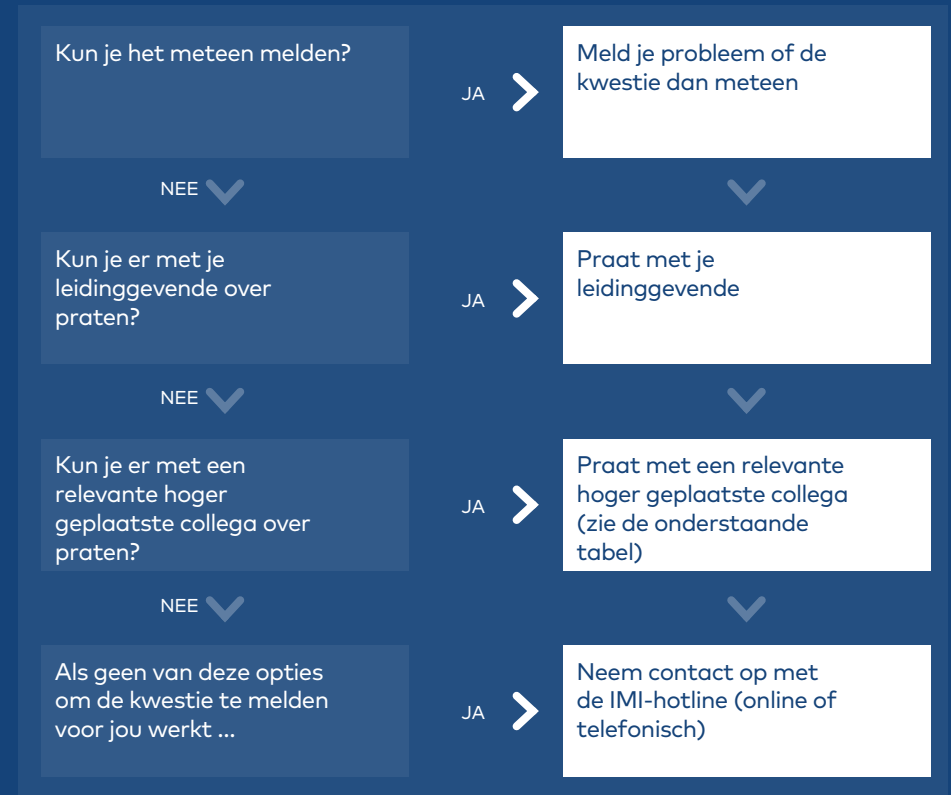 Kun je het meteen melden?
JA
Meld je probleem of de
kwestie dan meteen
NEE
Kun je er met je
leidinggevende over
praten?
JA
Praat met je
leidinggevende
NEE
Kun je er met een
relevante hoger
geplaatste collega over
praten?
JA
Praat met een relevante
hoger geplaatste collega
(zie de onderstaande
tabel)
NEE
Als geen van deze opties
om de kwestie te melden
voor jou werkt ...
JA
Neem contact op met
de IMI-hotline (online of
telefonisch)